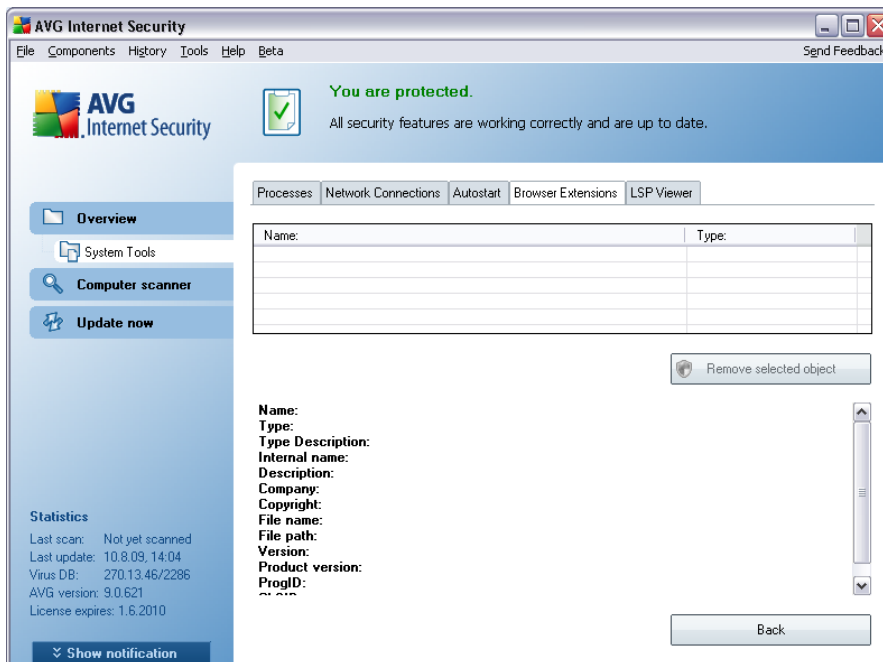 AVG Internet Security
File Components History Tools Help Beta Send Feedback
AVG
Internet Security
You are protected.
All security features are working correctly and are up to date.
Processes Network Connections Autostart Browser Extensions LSP Viewer
Overview
System Tools
Computer scanner
Update now
Name: Type:
Remove selected object
Name:
Type:
Type Description:
Internal name:
Description:
Company:
Copyright:
File name:
File path:
Version:
Product version:
ProgID:
Statistics
Last scan: Not yet scanned
Last update: 10.8.09, 14:04
Virus DB: 270.13.46/2286
AVG version: 9.0.621
License expires: 1.6.2010
Show notification
Back